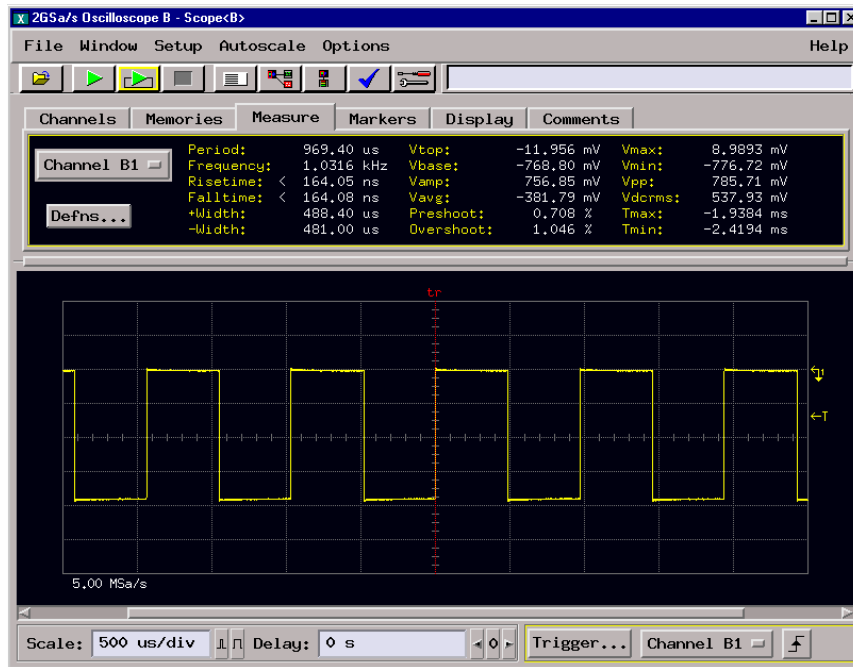 2GSa/s Oscilloscope B - Scope<B>
File Window Setup Autoscale Options Help
Channels Memories Measure Markers Display Comments
Channel B1
Defns...
Period: 969.40 us Vtop: -11.956 mV Vmax: 8.9893 mV
Frequency: 1.0316 kHz Vbase: -768.80 mV Vmin: -776.72 mV
Risetime: < 164.05 ns Vamp: 756.85 mV Vpp: 785.71 mV
Falltime: < 164.08 ns Vavg: -381.79 mV Vdcrms: 537.93 mV
+Width: 488.40 us Preshoot: 0.708 % Tmax: -1.9384 ms
-Width: 481.00 us Overshoot: 1.046 % Tmin: -2.4194 ms
tr
1
←T
5.00 MSa/s
Scale: 500 us/div Delay: 0 s 0 Trigger... Channel B1